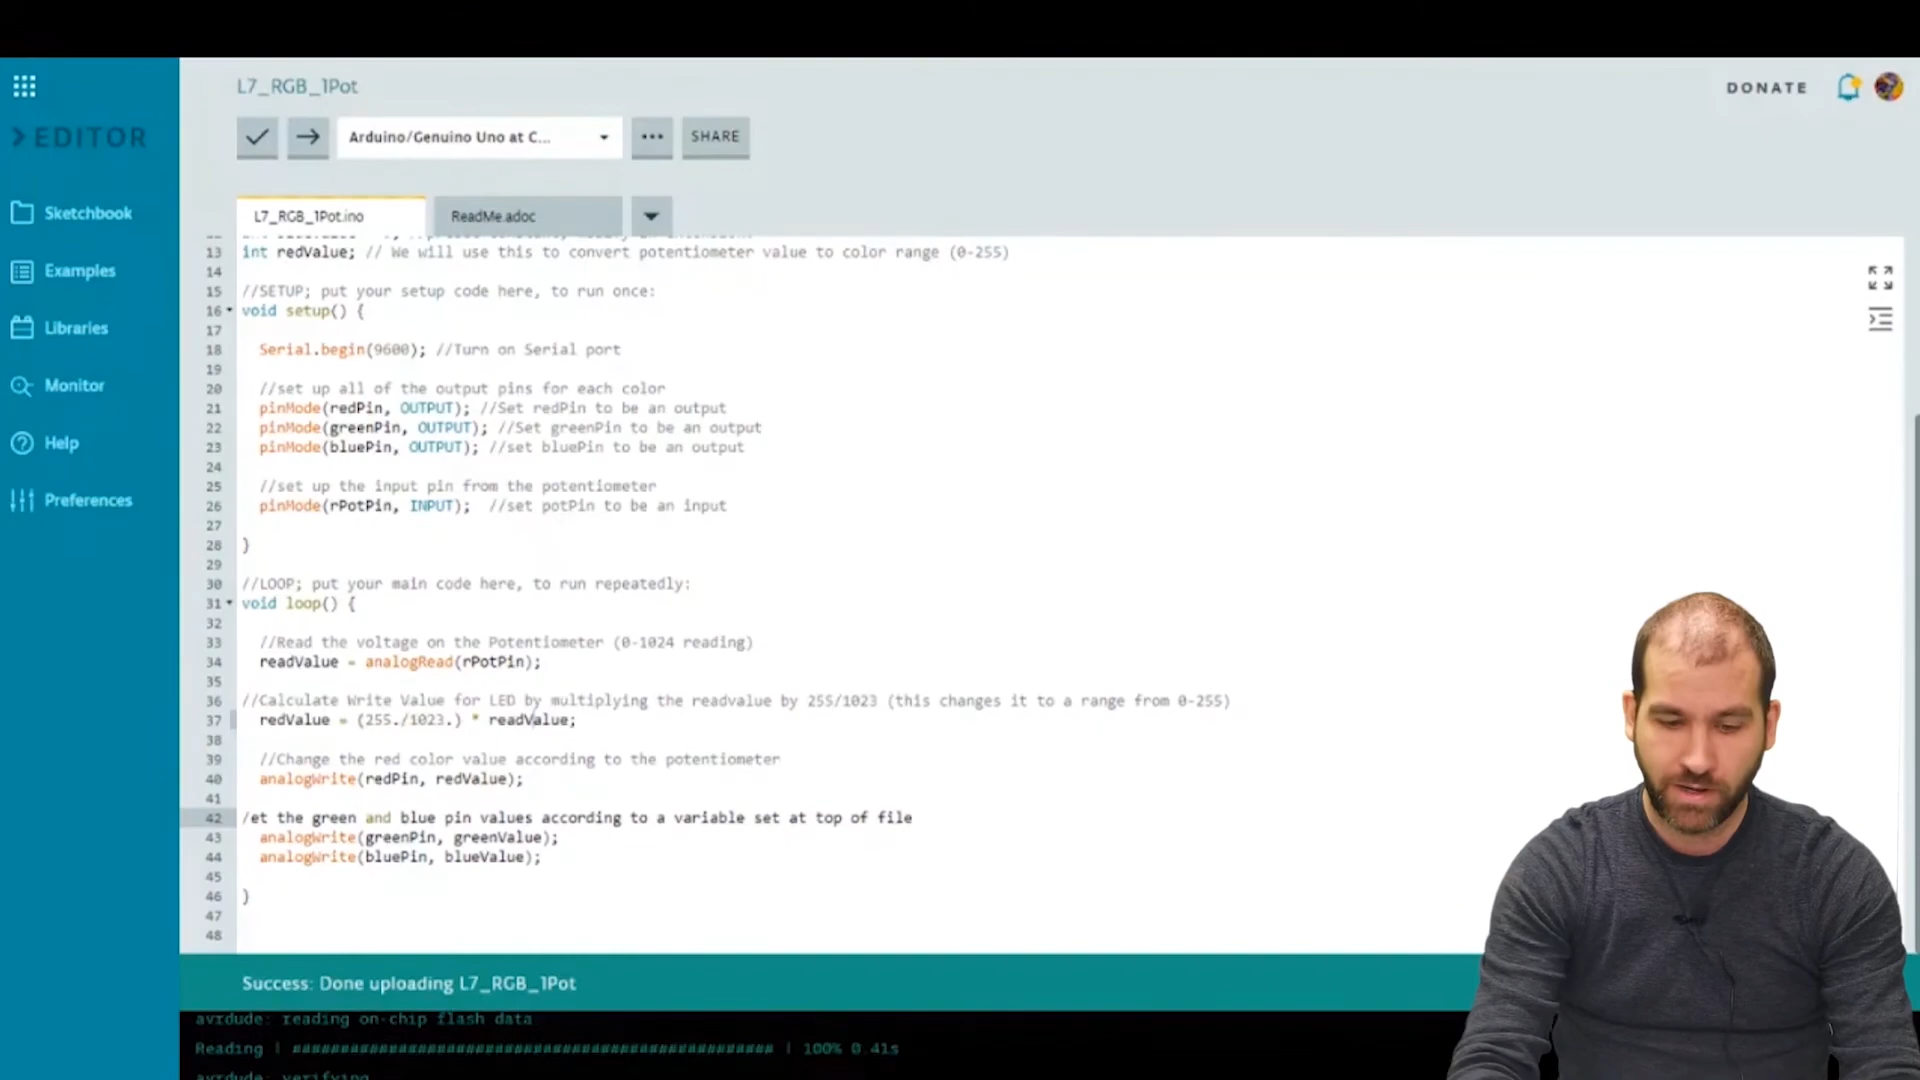 L7_RGB_1Pot
DONATE
>EDITOR
Arduino/Genuino Uno at C...
SHARE
Sketchbook
Examples
Libraries
Monitor
Help
Preferences
L7_RGB_1Pot.ino
ReadMe.adoc
13 int redValue; // We will use this to convert potentiometer value to color range (0-255)
14
15 //SETUP; put your setup code here, to run once:
16 void setup() {
17
18 Serial.begin(9600); //Turn on Serial port
19
20 //set up all of the output pins for each color
21 pinMode(redPin, OUTPUT); //Set redPin to be an output
22 pinMode(greenPin, OUTPUT); //Set greenPin to be an output
23 pinMode(bluePin, OUTPUT); //set bluePin to be an output
24
25 //set up the input pin from the potentiometer
26 pinMode(rPotPin, INPUT); //set potPin to be an input
27
28 }
29
30 //LOOP; put your main code here, to run repeatedly:
31 void loop() {
32
33 //Read the voltage on the Potentiometer (0-1024 reading)
34 readValue = analogRead(rPotPin);
35
36 //Calculate Write Value for LED by multiplying the readvalue by 255/1023 (this changes it to a range from 0-255)
37 redValue = (255./1023.) * readValue;
38
39 //Change the red color value according to the potentiometer
40 analogWrite(redPin, redValue);
41
42 /et the green and blue pin values according to a variable set at top of file
43 analogWrite(greenPin, greenValue);
44 analogWrite(bluePin, blueValue);
45
46 }
47
48
Success: Done uploading L7_RGB_1Pot
avrdude: reading on-chip flash data
Reading | ################################################## | 100% 0.41s
avrdude: verifying